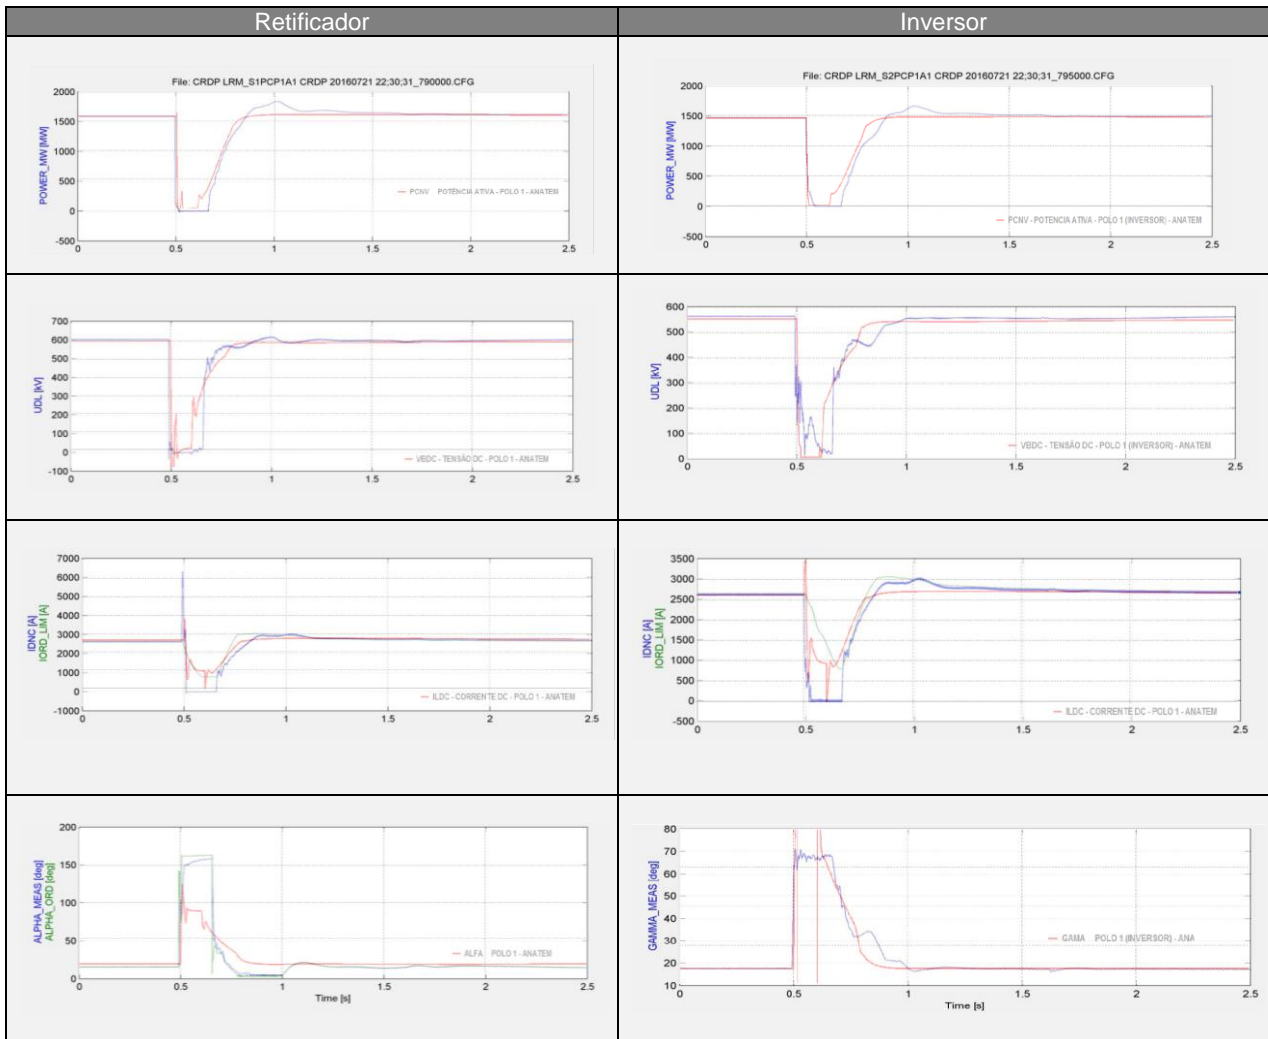 Retificador
Inversor
File: CRDP LRM_S1PCP1A1 CRDP 20160721 22;30;31_790000.CFG
POWER_MW [MW]
2000
1500
1000
500
0
-500
PCNV POTÊNCIA ATIVA - POLO 1 - ANATEM
0 0.5 1 1.5 2 2.5
File: CRDP LRM_S2PCP1A1 CRDP 20160721 22;30;31_795000.CFG
POWER_MW [MW]
2000
1500
1000
500
0
-500
PCNV - POTENCIA ATIVA - POLO 1 (INVERSOR) - ANATEM
0 0.5 1 1.5 2 2.5
UDL [kV]
700
600
500
400
300
200
100
0
-100
VBDC - TENSÃO DC - POLO 1 - ANATEM
0 0.5 1 1.5 2 2.5
UDL [kV]
600
500
400
300
200
100
0
VBDC - TENSÃO DC - POLO 1 (INVERSOR) - ANATEM
0 0.5 1 1.5 2 2.5
IDNC [A]
IORD_LIM [A]
7000
6000
5000
4000
3000
2000
1000
0
-1000
ILDC - CORRENTE DC - POLO 1 - ANATEM
0 0.5 1 1.5 2 2.5
IDNC [A]
IORD_LIM [A]
3500
3000
2500
2000
1500
1000
500
0
-500
ILDC - CORRENTE DC - POLO 1 - ANATEM
0 0.5 1 1.5 2 2.5
ALPHA_MEAS [deg]
ALPHA_ORD [deg]
200
150
100
50
0
ALFA POLO 1 - ANATEM
0 0.5 1 1.5 2 2.5
Time [s]
GAMMA_MEAS [deg]
80
70
60
50
40
30
20
10
GAMA POLO 1 (INVERSOR) - ANA
0 0.5 1 1.5 2 2.5
Time [s]